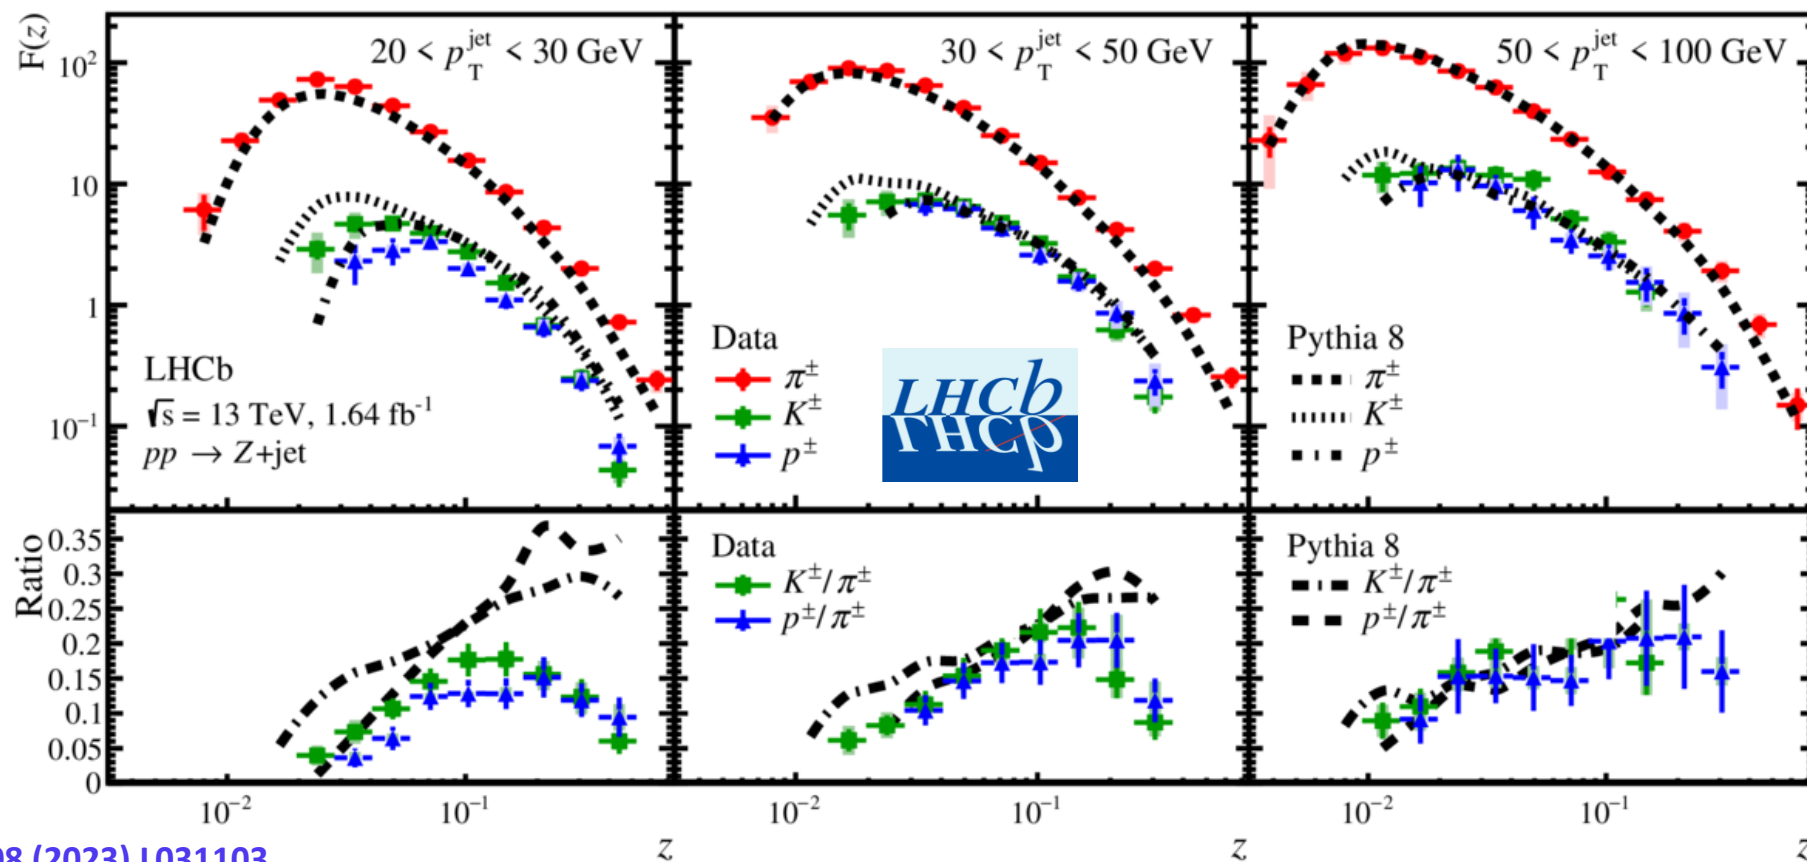 F(z)
10²
10
1
10⁻¹
20 < p_T^jet < 30 GeV
30 < p_T^jet < 50 GeV
50 < p_T^jet < 100 GeV
LHCb
√s = 13 TeV, 1.64 fb⁻¹
pp → Z+jet
Data
π±
K±
p±
LHCb
Pythia 8
π±
K±
p±
Ratio
0.35
0.3
0.25
0.2
0.15
0.1
0.05
0
Data
K±/π±
p±/π±
Pythia 8
K±/π±
p±/π±
10⁻² 10⁻¹ 10⁻² 10⁻¹ 10⁻² 10⁻¹
z z z
(2023) L031103